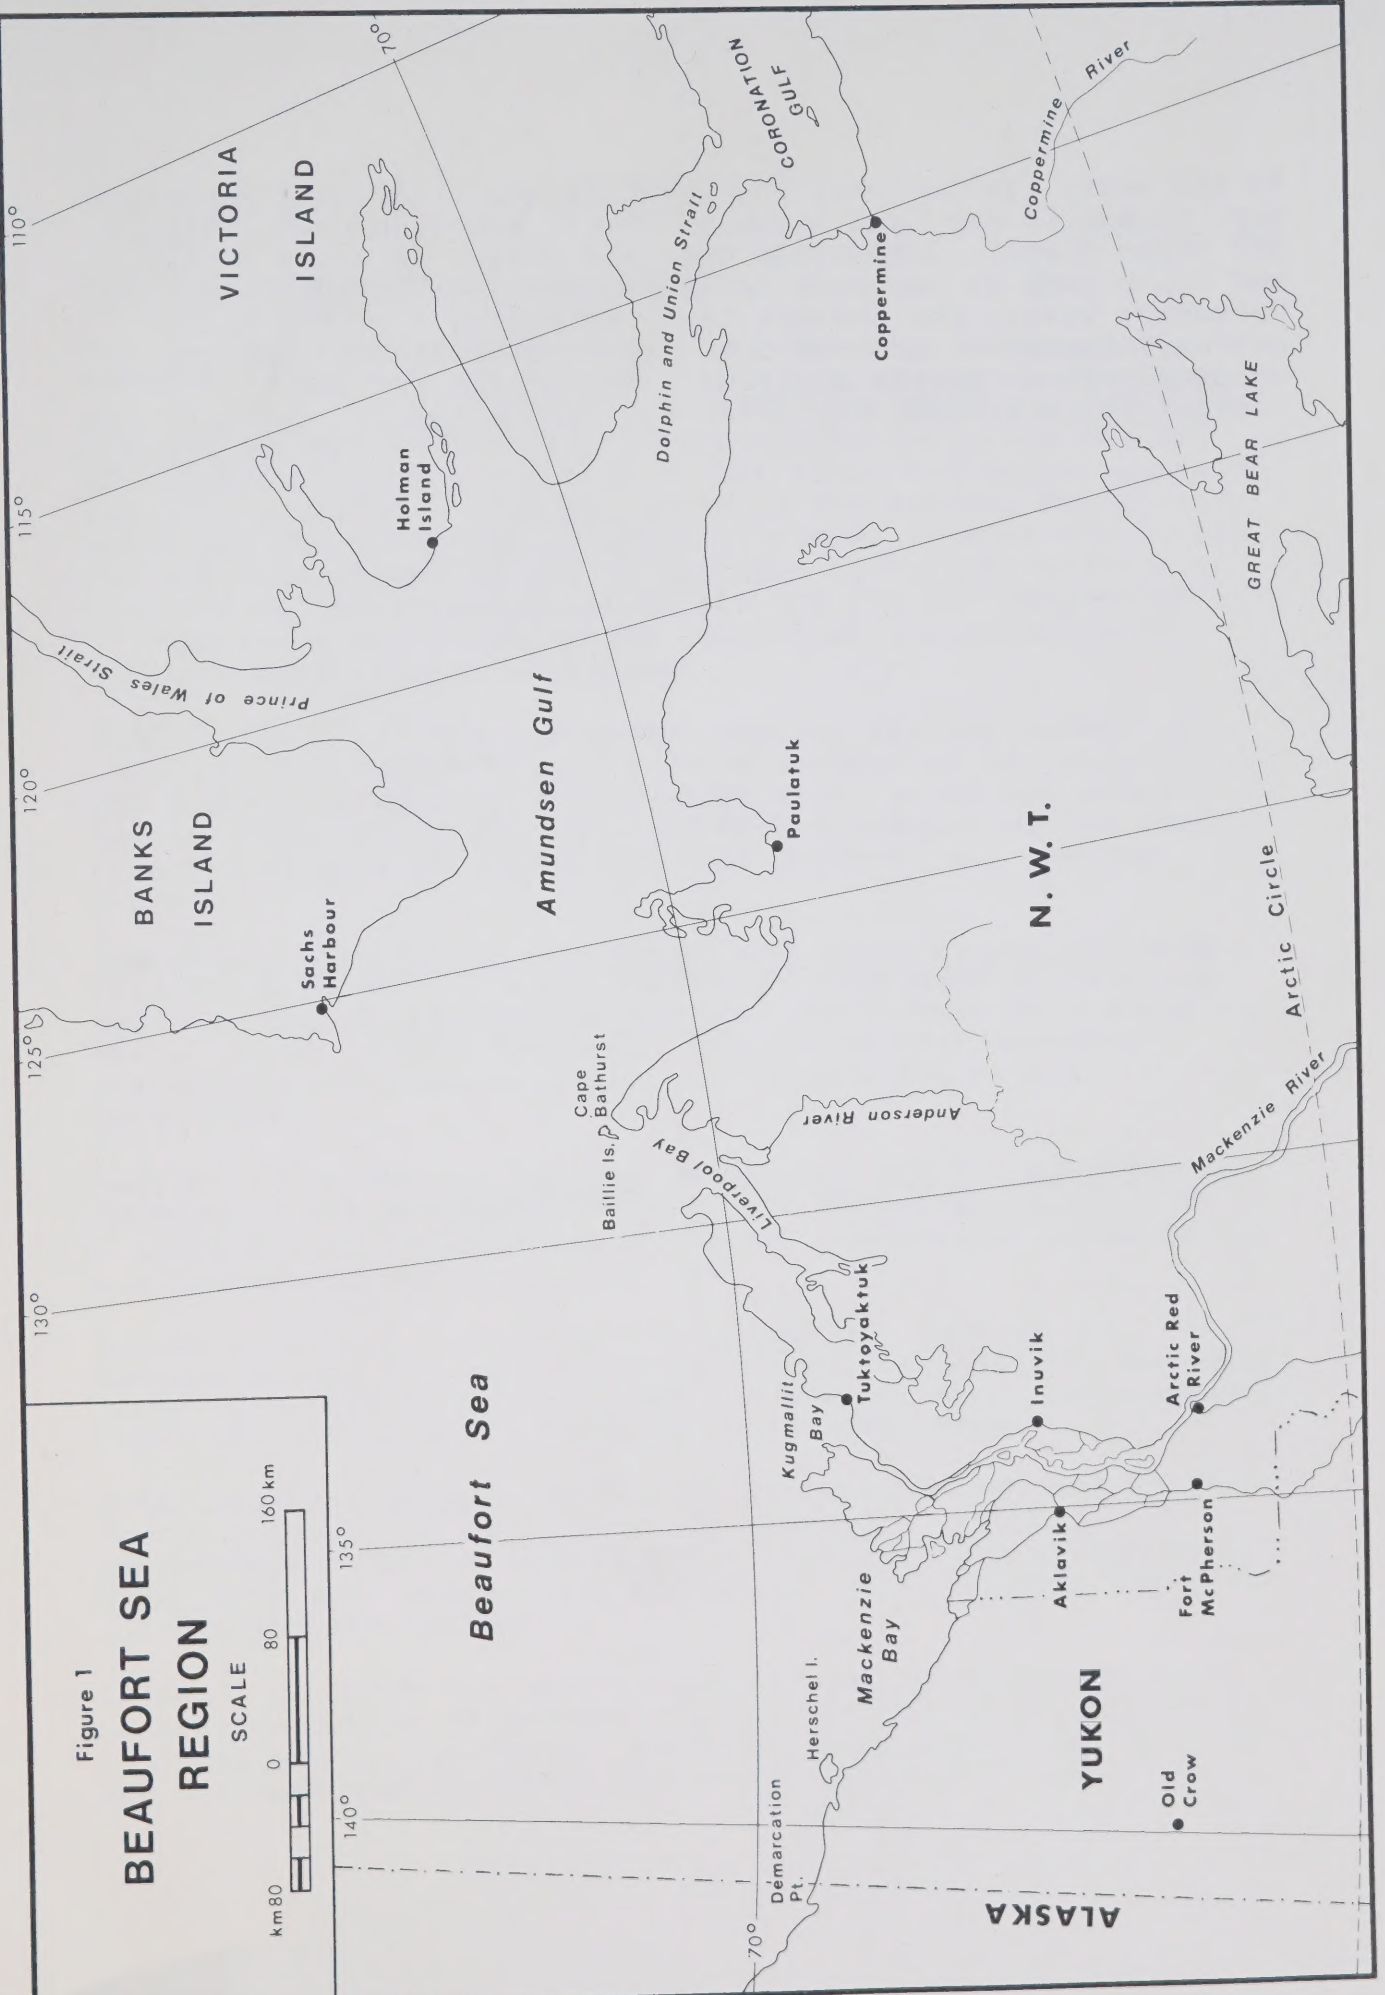 Figure 1
BEAUFORT SEA
REGION
SCALE
km 80 0 80 160 km
140°
135°
130°
125°
120°
115°
110°
70°
70°
VICTORIA
ISLAND
BANKS
ISLAND
Prince of Wales Strait
Holman
Island
Sachs
Harbour
Amundsen Gulf
Beaufort Sea
Dolphin and Union Strait
CORONATION
GULF
Coppermine
Coppermine River
GREAT BEAR LAKE
Paulatuk
N. W. T.
Arctic Circle
Cape
Bathurst
Baillie Is.
Liverpool Bay
Anderson River
Mackenzie River
Tuktoyaktuk
Kugmallit
Bay
Inuvik
Arctic Red
River
Mackenzie
Bay
Aklavik
Fort
McPherson
Herschel I.
Demarcation
Pt.
YUKON
Old
Crow
ALASKA